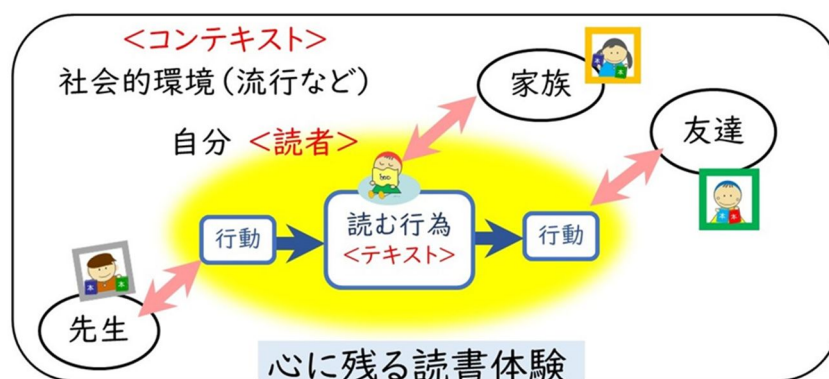 <コンテキスト>
社会的環境(流行など)
家族
友達
自分 <読者>
行動
読む行為
<テキスト>
行動
先生
心に残る読書体験